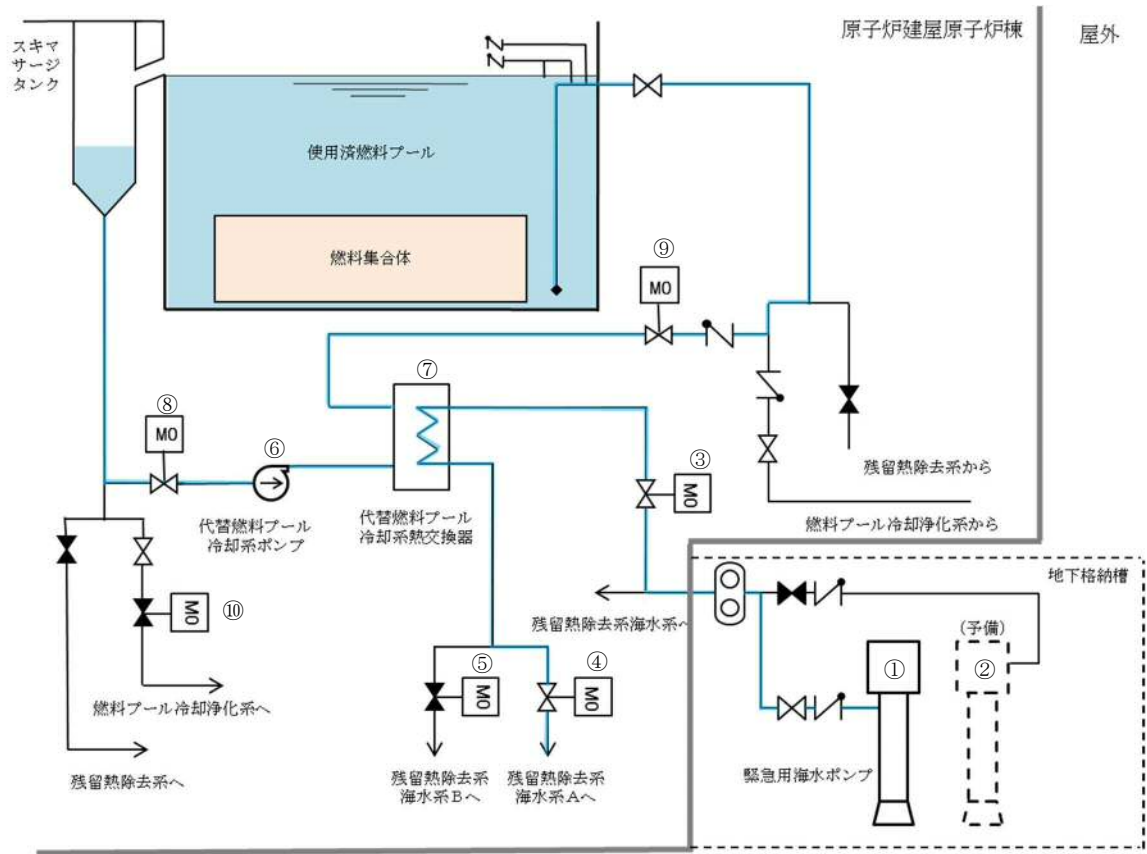 原子炉建屋原子炉棟
屋外
スキマ
サージ
タンク
使用済燃料プール
燃料集合体
⑨
MO
⑦
⑧
MO
⑥
③
MO
代替燃料プール
冷却系ポンプ
代替燃料プール
冷却系熱交換器
残留熱除去系から
燃料プール冷却浄化系から
地下格納槽
MO
⑩
残留熱除去系海水系へ
(予備)
①
②
⑤
MO
④
MO
燃料プール冷却浄化系へ
残留熱除去系へ
残留熱除去系
海水系Bへ
残留熱除去系
海水系Aへ
緊急用海水ポンプ